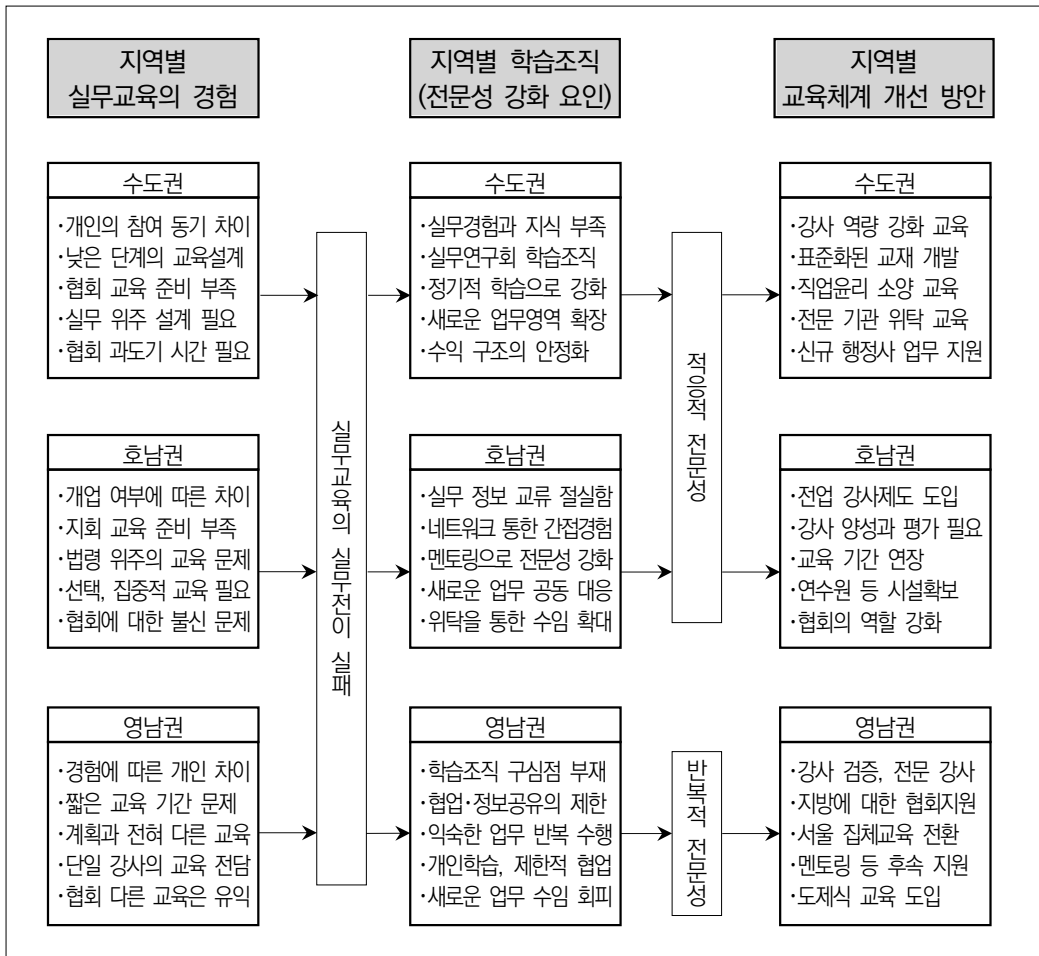 지역별
실무교육의 경험
지역별 학습조직
(전문성 강화 요인)
지역별
교육체계 개선 방안
수도권
·개인의 참여 동기 차이
·낮은 단계의 교육설계
·협회 교육 준비 부족
·실무 위주 설계 필요
·협회 과도기 시간 필요
수도권
·실무경험과 지식 부족
·실무연구회 학습조직
·정기적 학습으로 강화
·새로운 업무영역 확장
·수익 구조의 안정화
수도권
·강사 역량 강화 교육
·표준화된 교재 개발
·직업윤리 소양 교육
·전문 기관 위탁 교육
·신규 행정사 업무 지원
실무교육의 실무전이 실패
적응적 전문성
호남권
·개업 여부에 따른 차이
·지회 교육 준비 부족
·법령 위주의 교육 문제
·선택, 집중적 교육 필요
·협회에 대한 불신 문제
호남권
·실무 정보 교류 절실함
·네트워크 통한 간접경험
·멘토링으로 전문성 강화
·새로운 업무 공동 대응
·위탁을 통한 수임 확대
호남권
·전업 강사제도 도입
·강사 양성과 평가 필요
·교육 기간 연장
·연수원 등 시설확보
·협회의 역할 강화
영남권
·경험에 따른 개인 차이
·짧은 교육 기간 문제
·계획과 전혀 다른 교육
·단일 강사의 교육 전담
·협회 다른 교육은 유익
영남권
·학습조직 구심점 부재
·협업·정보공유의 제한
·익숙한 업무 반복 수행
·개인학습, 제한적 협업
·새로운 업무 수임 회피
반복적 전문성
영남권
·강사 검증, 전문 강사
·지방에 대한 협회지원
·서울 집체교육 전환
·멘토링 등 후속 지원
·도제식 교육 도입